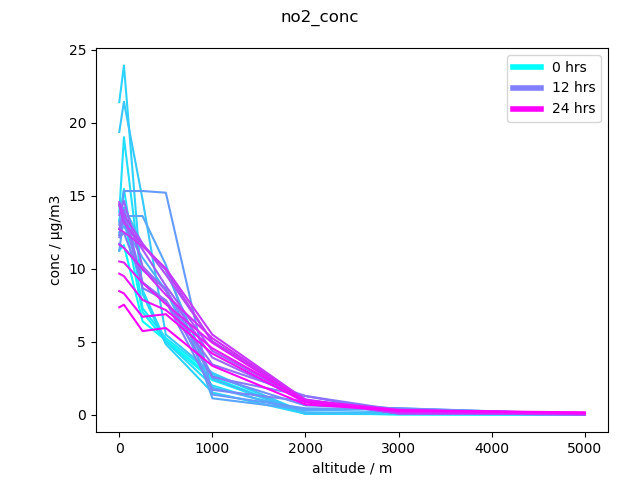 no2_conc
25
20
15
10
5
0
conc / μg/m3
0 hrs
12 hrs
24 hrs
0 1000 2000 3000 4000 5000
altitude / m